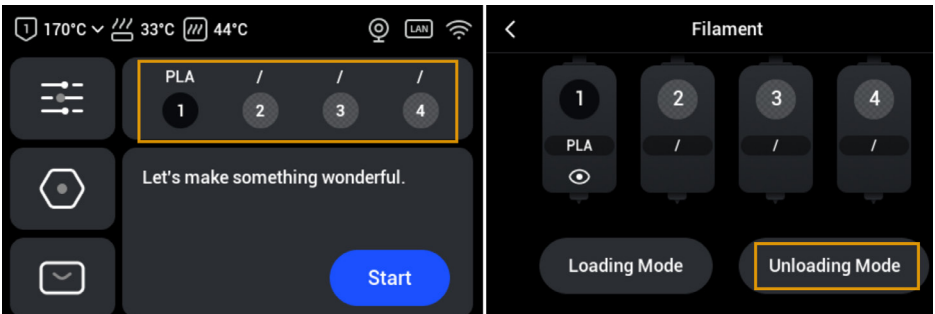 1 170°C 33°C 44°C LAN
PLA / / /
1 2 3 4
Let's make something wonderful.
Start
Filament
1 2 3 4
PLA / / /
Loading Mode Unloading Mode